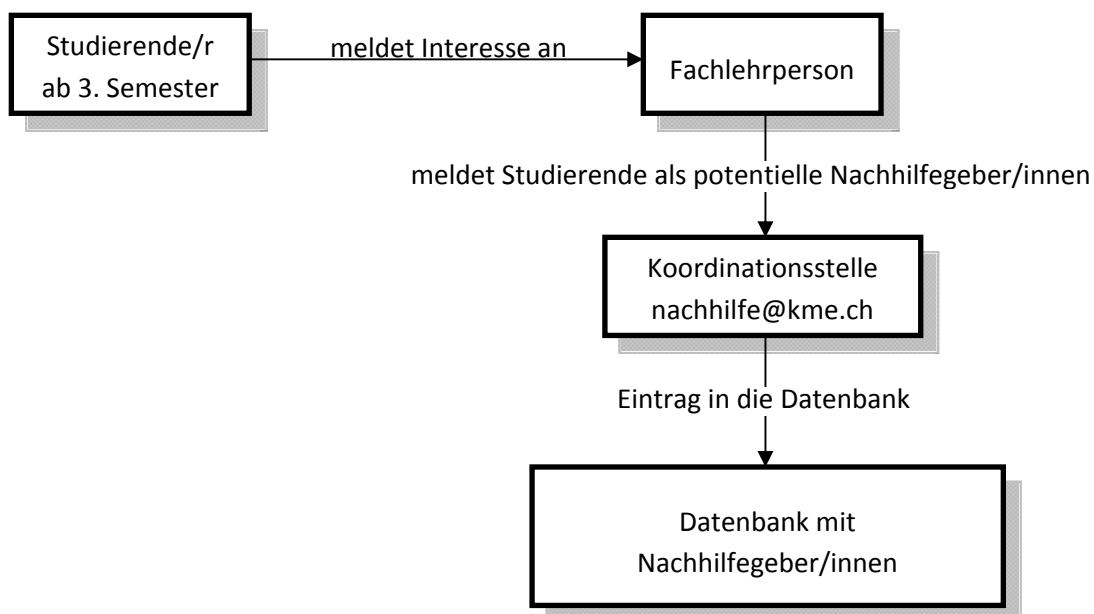 Studierende/r
ab 3. Semester
meldet Interesse an
Fachlehrperson
meldet Studierende als potentielle Nachhilfegeber/innen
Koordinationsstelle
nachhilfe@kme.ch
Eintrag in die Datenbank
Datenbank mit
Nachhilfegeber/innen